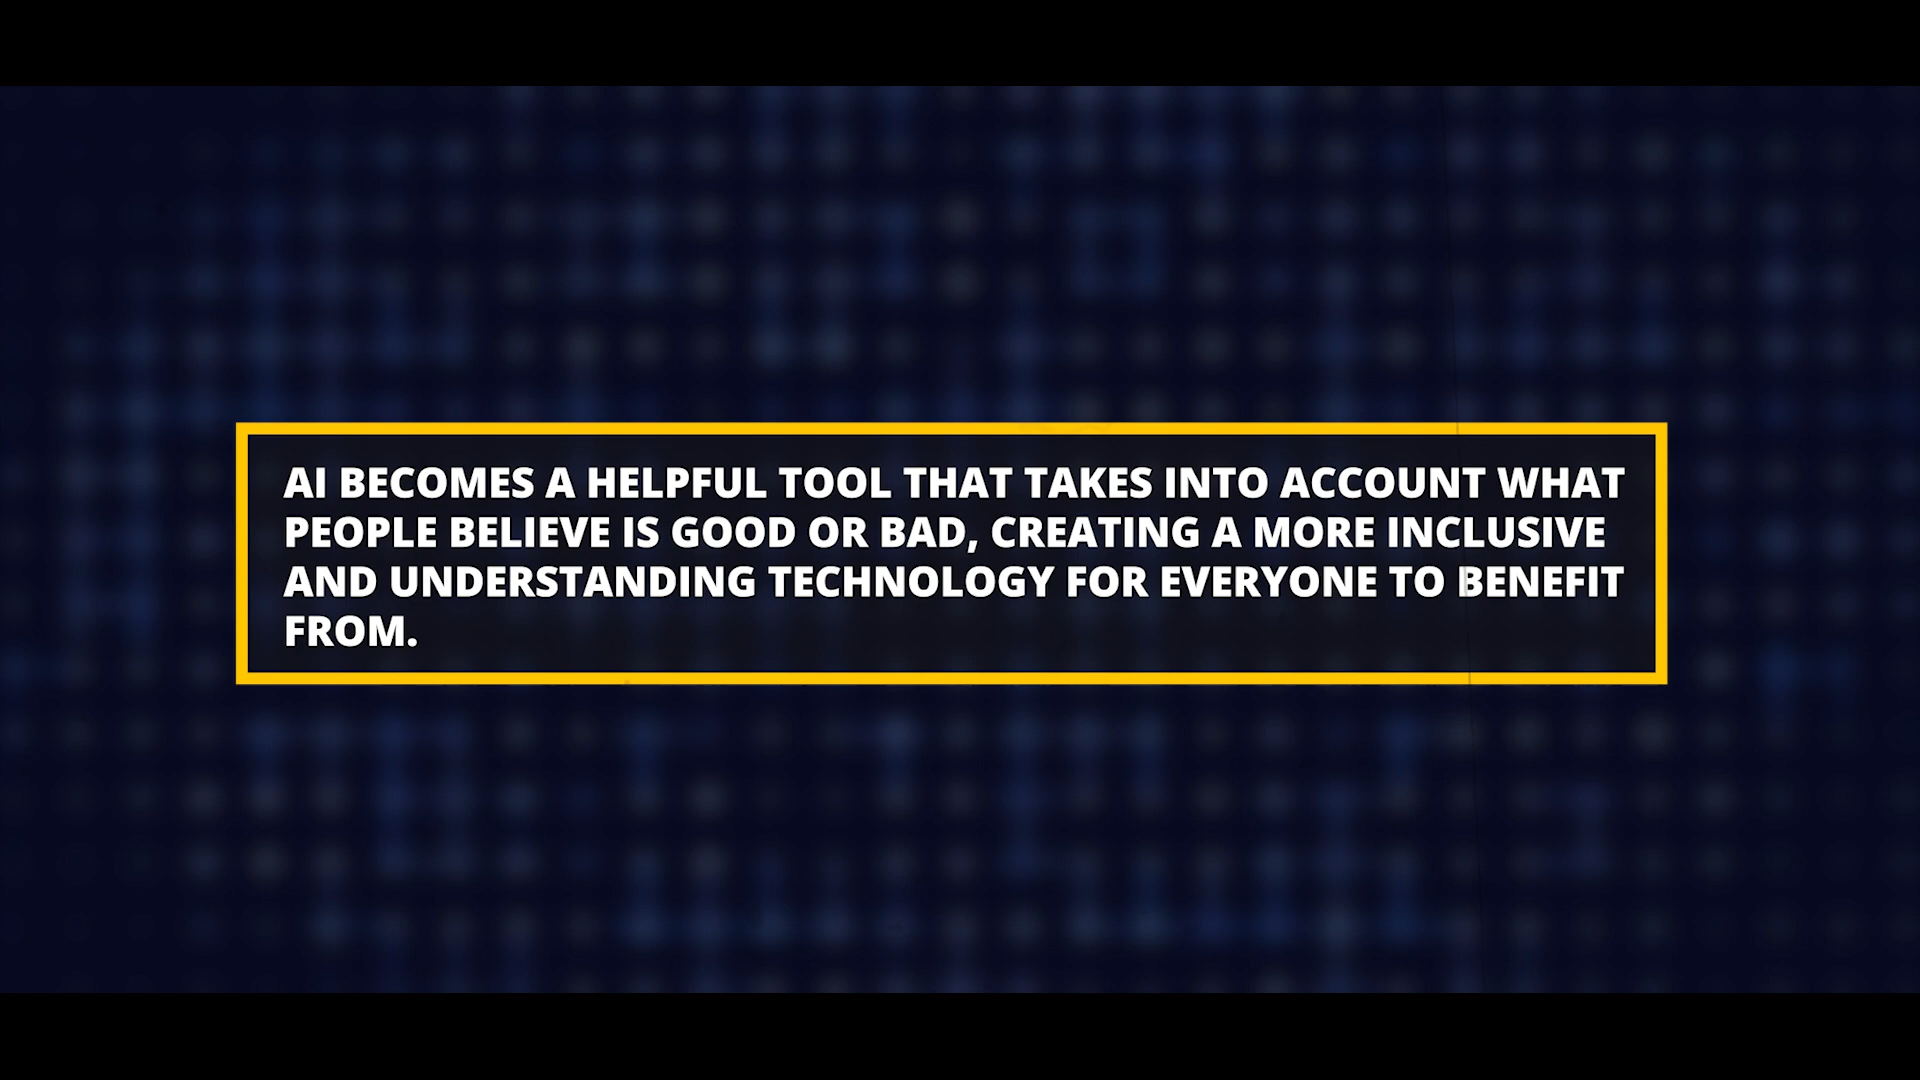 AI BECOMES A HELPFUL TOOL THAT TAKES INTO ACCOUNT WHAT
PEOPLE BELIEVE IS GOOD OR BAD, CREATING A MORE INCLUSIVE
AND UNDERSTANDING TECHNOLOGY FOR EVERYONE TO BENEFIT
FROM.